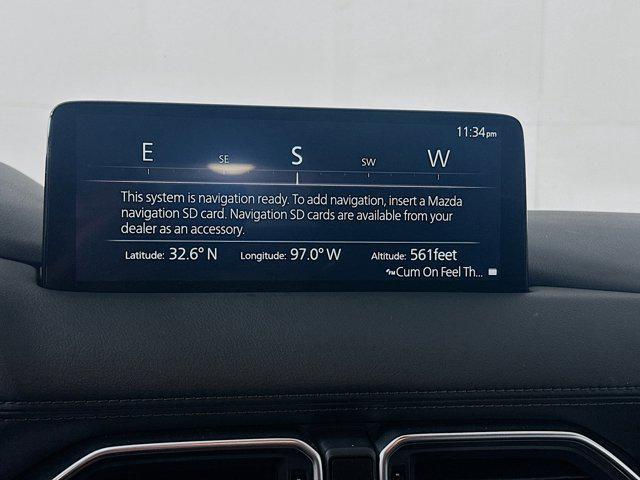 11:34pm
E SE S SW W
This system is navigation ready. To add navigation, insert a Mazda
navigation SD card. Navigation SD cards are available from your
dealer as an accessory.
Latitude: 32.6° N Longitude: 97.0° W Altitude: 561feet
FM Cum On Feel Th...